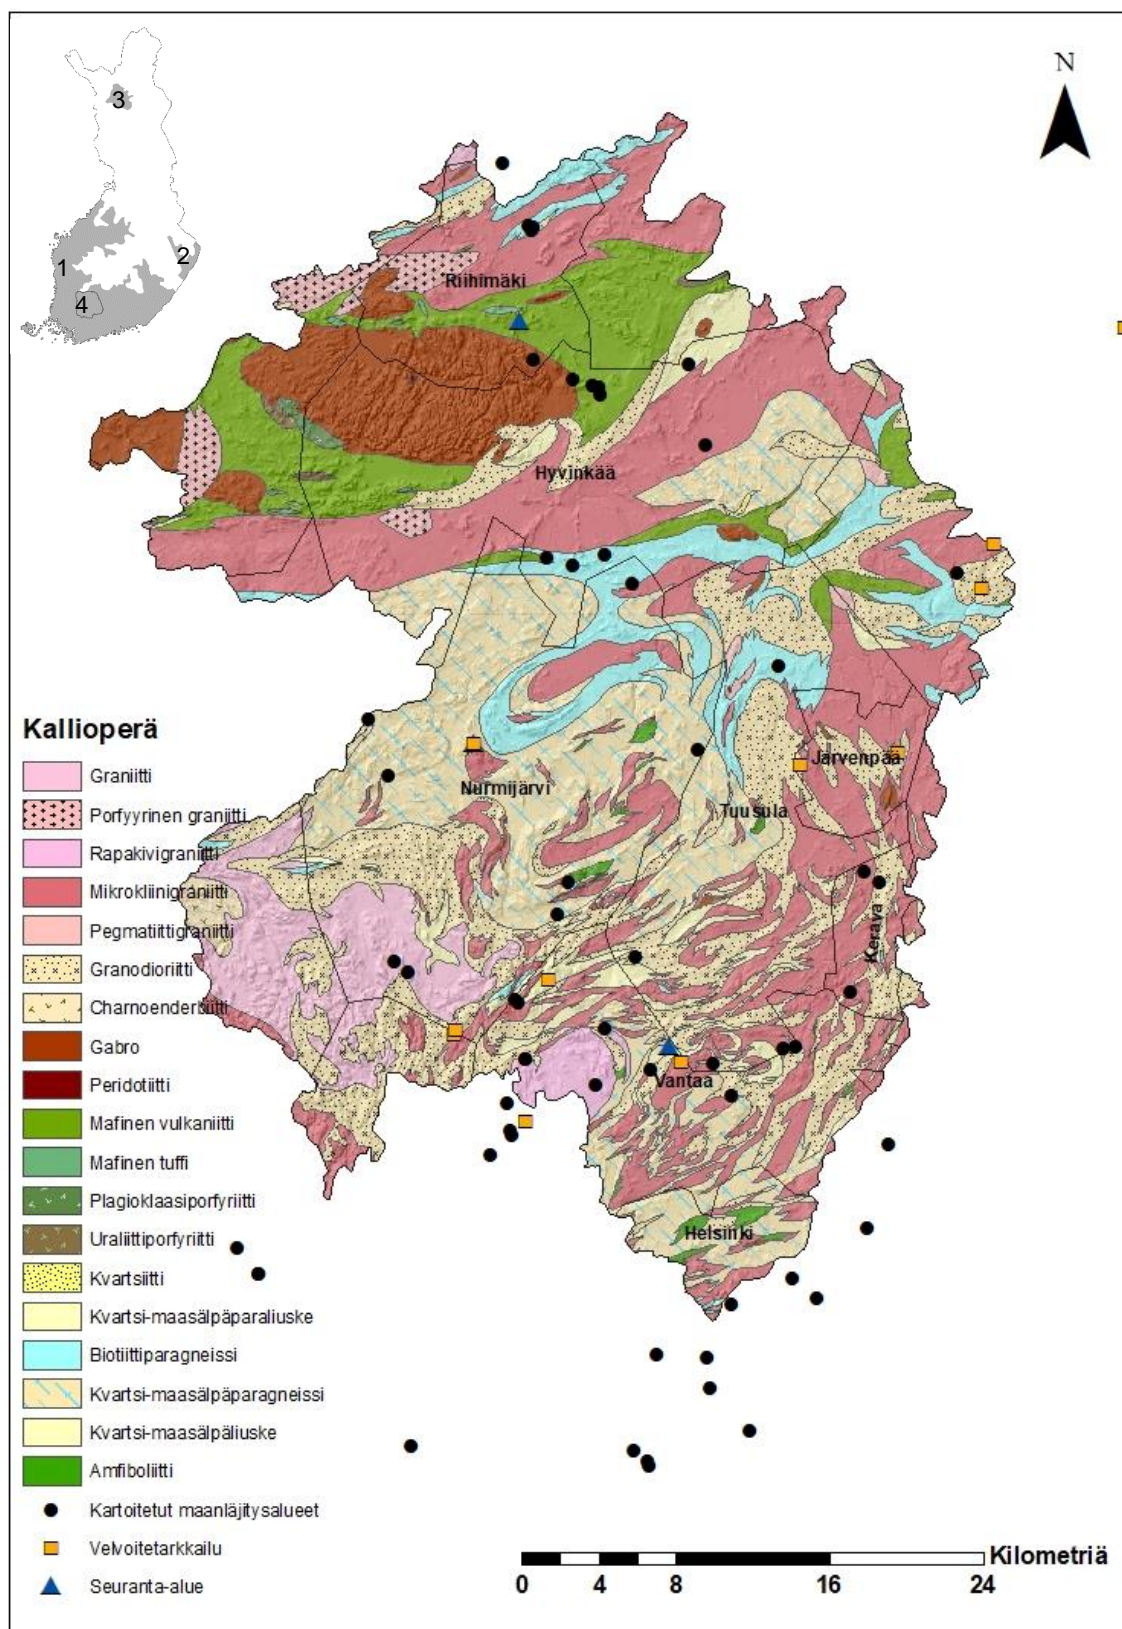 N
3
2
1
4
Riihimäki
Hyvinkää
Järvenpää
Nurmijärvi
Tuusula
Kerava
Vantaa
Helsinki
Kallioperä
Graniitti
Porfyyrinen graniitti
Rapakivigraniitti
Mikrokliinigraniitti
Pegmatiittigraniitti
Granodioriitti
Charnoenderbiitti
Gabro
Peridotiitti
Mafinen vulkaniitti
Mafinen tuffi
Plagioklaasiporfyriitti
Uraliittiporfyriitti
Kvartsiitti
Kvartsi-maasälpäparaliuske
Biotiittiparagneissi
Kvartsi-maasälpäparagneissi
Kvartsi-maasälpäliuske
Amfiboliitti
Kartoitetut maanläjitysalueet
Velvoitetarkkailu
Seuranta-alue
Kilometriä
0 4 8 16 24